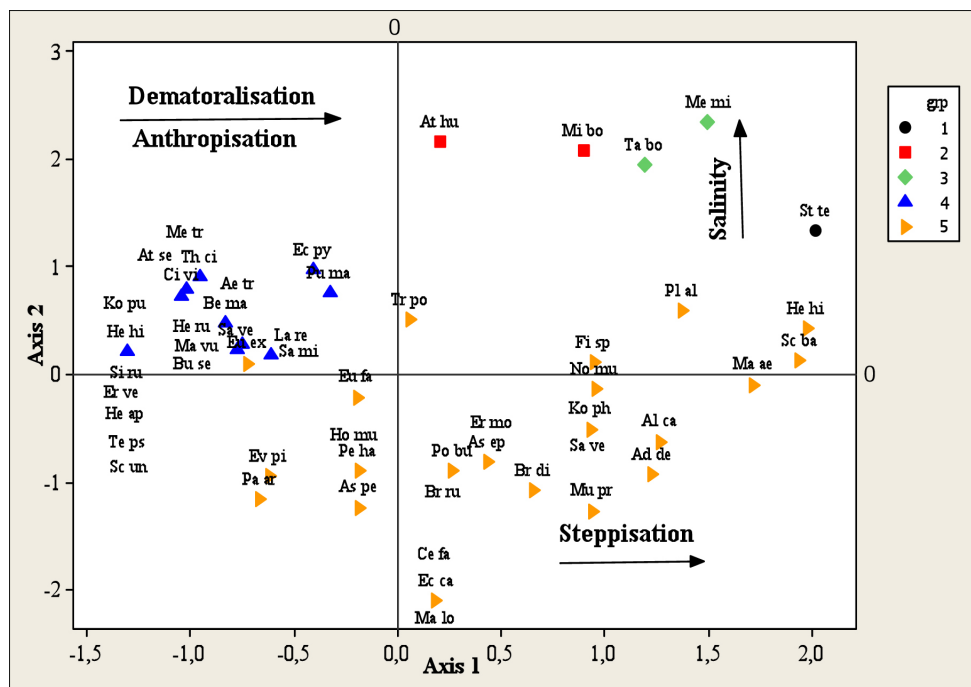 0
3
Dematoralisation
Anthropisation
At hu
Mi bo
Ta bo
Me mi
Salinity
St te
grp
1
2
3
4
5
2
Me tr
At se
Th ci
Ci vi
Ec py
Pu ma
1
Ko pu
Ae tr
Be ma
He ru
Sa ve
Eu ex
La re
Sa mi
He hi
Ma vu
Bu se
Tr po
Pl al
He hi
Sc ba
Fi sp
No mu
Ma ae
Axis 2
0
0
Si ru
Er ve
He ap
Te ps
Sc un
Eu fa
Ho mu
Pe ha
Ev pi
Pa ar
As pe
Er mo
As ep
Po bu
Br ru
Br di
Ko ph
Sa ve
Al ca
Ad de
Mu pr
-1
Steppisation
Ce fa
Ec ca
Ma lo
-2
-1,5
-1,0
-0,5
0,0
0,5
1,0
1,5
2,0
Axis 1